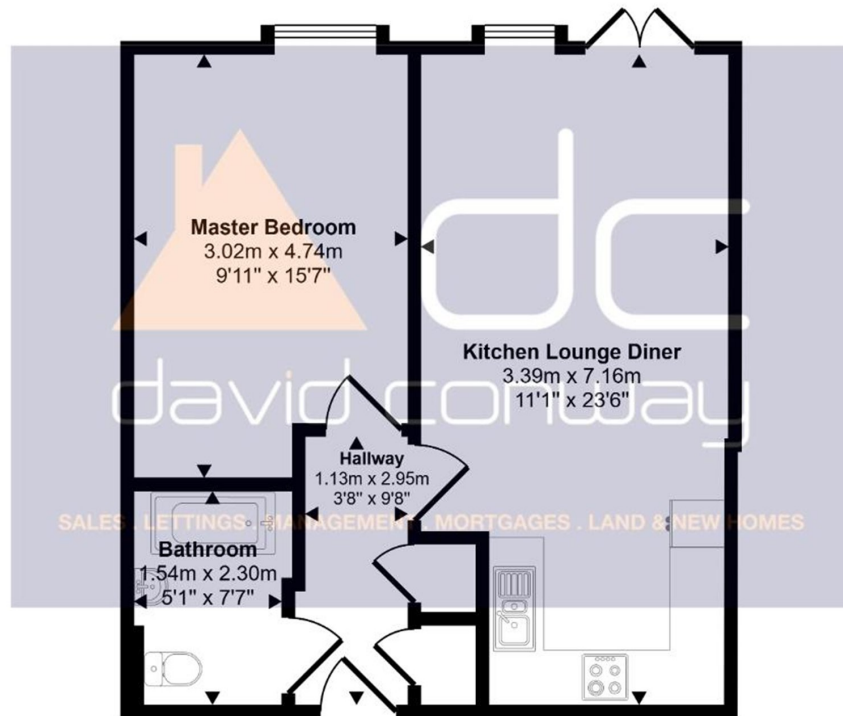 Master Bedroom
3.02m x 4.74m
9'11" x 15'7"
dc
Kitchen Lounge Diner
3.39m x 7.16m
11'1" x 23'6"
david conway
Hallway
1.13m x 2.95m
3'8" x 9'8"
SALES . LETTINGS . MANAGEMENT . MORTGAGES . LAND & NEW HOMES
Bathroom
1.54m x 2.30m
5'1" x 7'7"